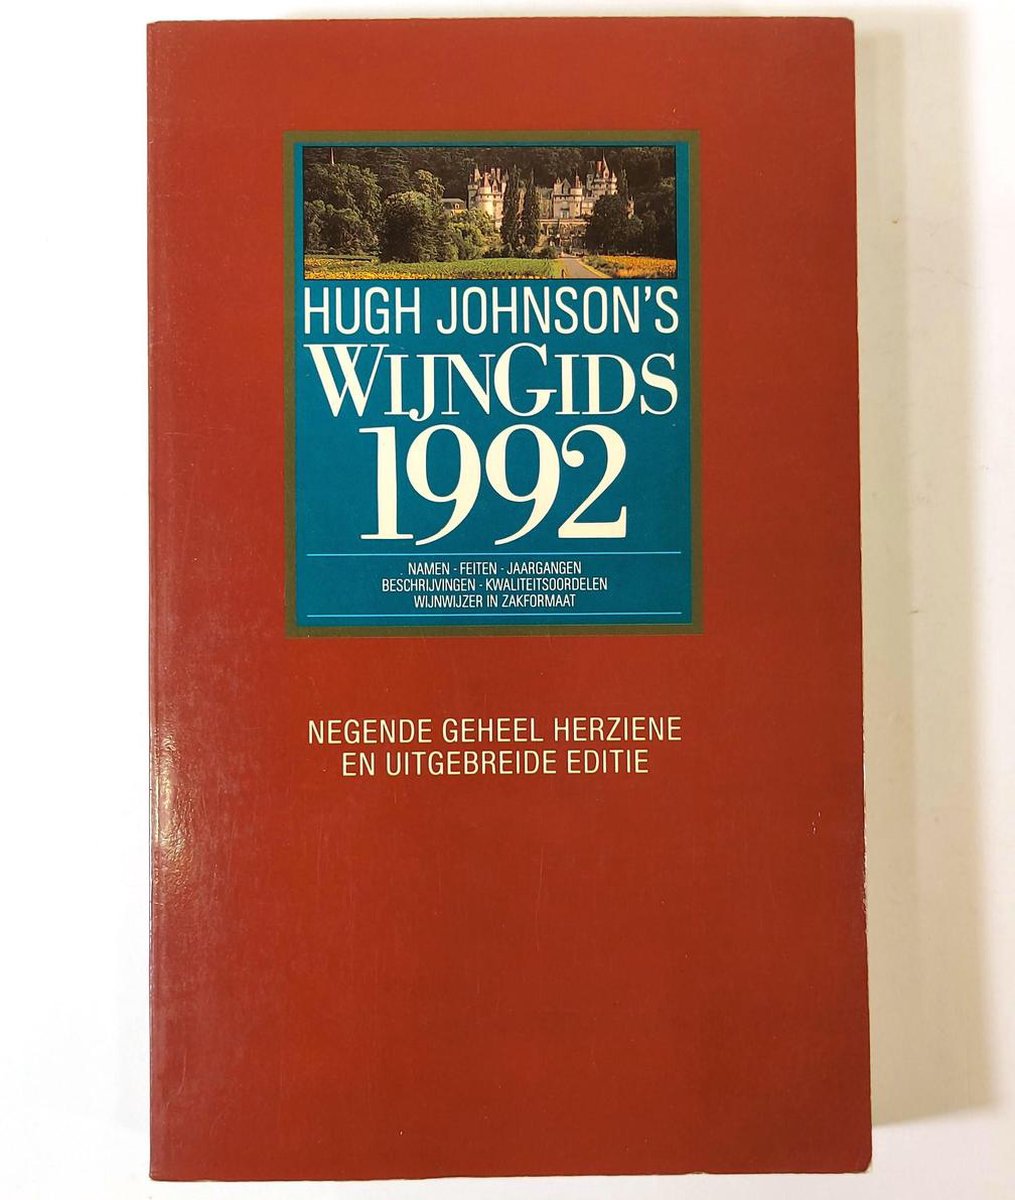 HUGH JOHNSON'S
WIJNGIDS
1992
NAMEN - FEITEN - JAARGANGEN
BESCHRIJVINGEN - KWALITEITSOORDELEN
WIJNWIJZER IN ZAKFORMAAT
NEGENDE GEHEEL HERZIENE
EN UITGEBREIDE EDITIE